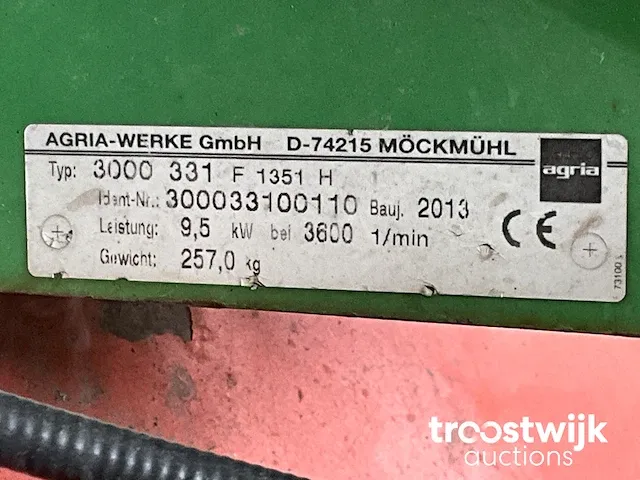 AGRIA-WERKE GmbH D-74215 MÖCKMÜHL
agria
Typ: 3000 331 F 1351 H
Ident-Nr.: 300033100110 Bauj. 2013
Leistung: 9,5 kW bei 3600 1/min
Gewicht: 257,0 kg
CE
73100
troostwijk
auctions